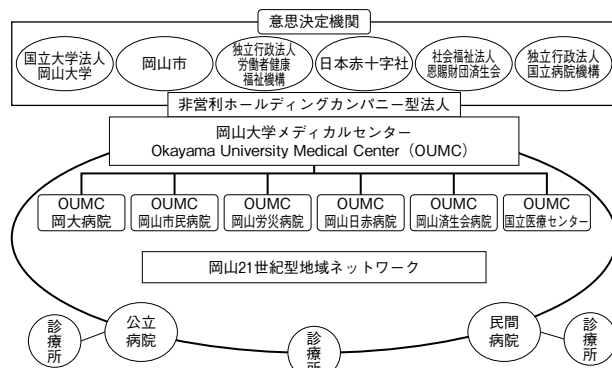 意思決定機関
国立大学法人
岡山大学
岡山市
独立行政法人
労働者健康
福祉機構
日本赤十字社
社会福祉法人
恩賜財団済生会
独立行政法人
国立病院機構
非営利ホールディングカンパニー型法人
岡山大学メディカルセンター
Okayama University Medical Center（OUMC）
OUMC
岡大病院
OUMC
岡山市民病院
OUMC
岡山労災病院
OUMC
岡山日赤病院
OUMC
岡山済生会病院
OUMC
国立医療センター
岡山21世紀型地域ネットワーク
診療所
公立
病院
診療所
民間
病院
診療所